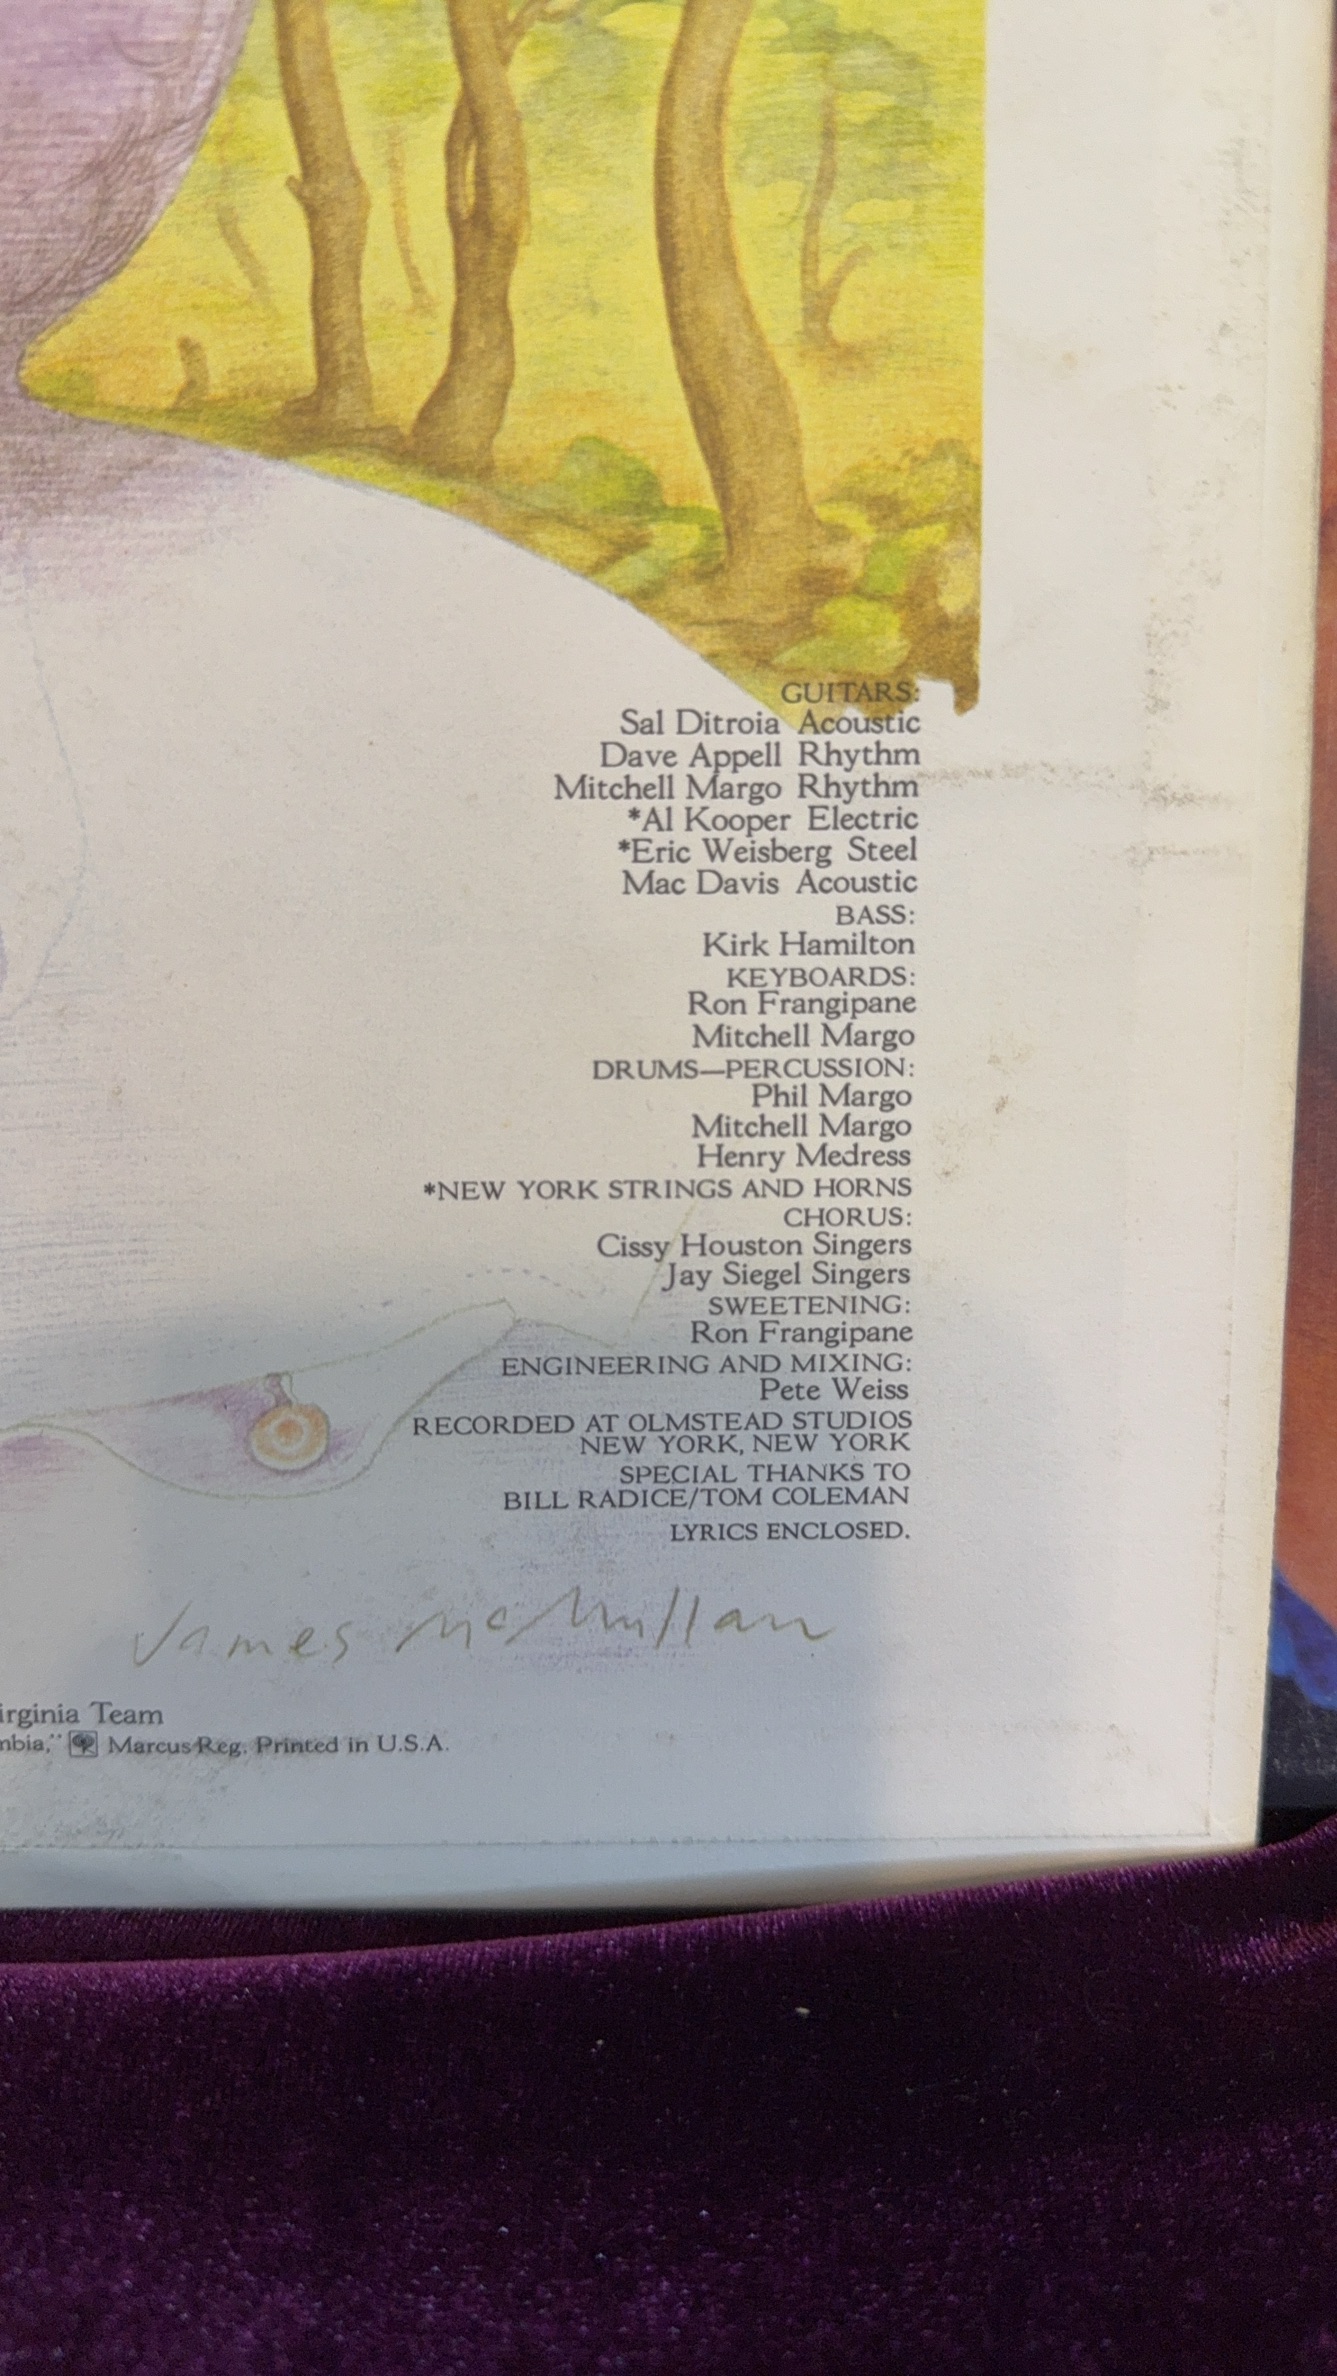 GUITARS:
Sal Ditroia Acoustic
Dave Appell Rhythm
Mitchell Margo Rhythm
*Al Kooper Electric
*Eric Weisberg Steel
Mac Davis Acoustic
BASS:
Kirk Hamilton
KEYBOARDS:
Ron Frangipane
Mitchell Margo
DRUMS—PERCUSSION:
Phil Margo
Mitchell Margo
Henry Medress
*NEW YORK STRINGS AND HORNS
CHORUS:
Cissy Houston Singers
Jay Siegel Singers
SWEETENING:
Ron Frangipane
ENGINEERING AND MIXING:
Pete Weiss
RECORDED AT OLMSTEAD STUDIOS
NEW YORK, NEW YORK
SPECIAL THANKS TO
BILL RADICE/TOM COLEMAN
LYRICS ENCLOSED.
James McMullan
irginia Team
mbia," Marcus Reg. Printed in U.S.A.